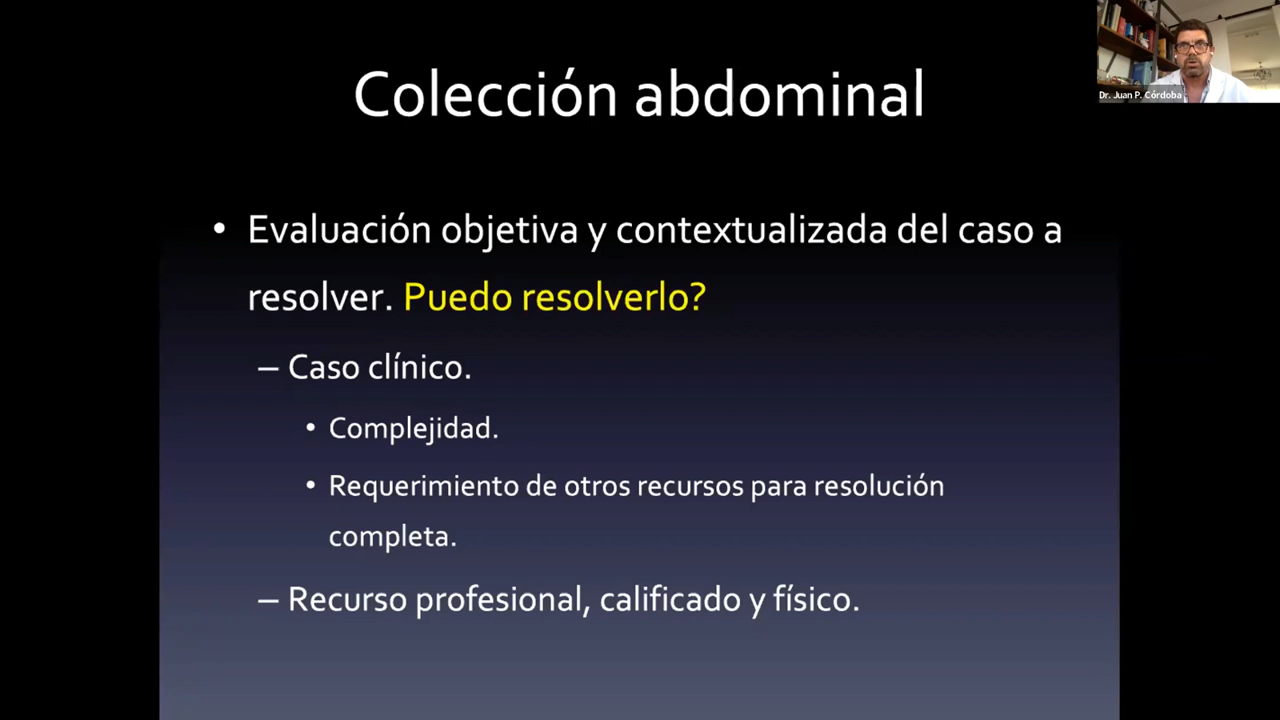 Colección abdominal
Dr. Juan P. Córdoba
• Evaluación objetiva y contextualizada del caso a
resolver. Puedo resolverlo?
– Caso clínico.
• Complejidad.
• Requerimiento de otros recursos para resolución
completa.
– Recurso profesional, calificado y físico.